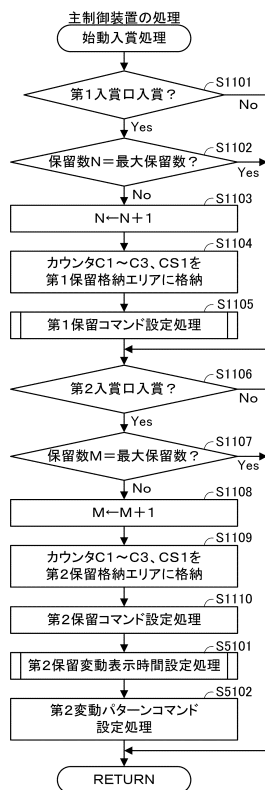 主制御装置の処理
始動入賞処理
S1101
第1入賞口入賞？
No
Yes
S1102
保留数N＝最大保留数？
Yes
No
S1103
N←N＋1
S1104
カウンタC1～C3、CS1を
第1保留格納エリアに格納
S1105
第1保留コマンド設定処理
S1106
第2入賞口入賞？
No
Yes
S1107
保留数M＝最大保留数？
Yes
No
S1108
M←M＋1
S1109
カウンタC1～C3、CS1を
第2保留格納エリアに格納
S1110
第2保留コマンド設定処理
S5101
第2保留変動表示時間設定処理
S5102
第2変動パターンコマンド
設定処理
RETURN